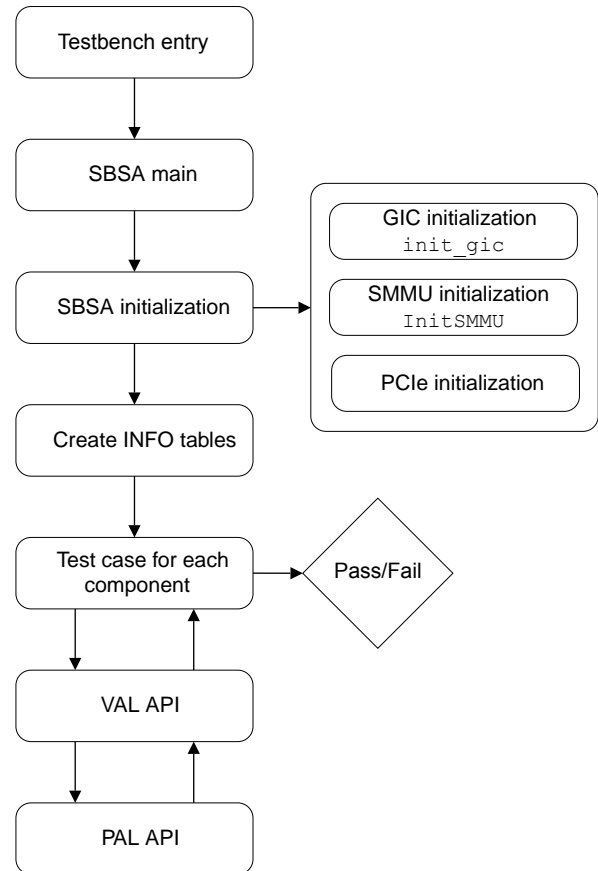 Testbench entry
SBSA main
SBSA initialization
GIC initialization
init_gic
SMMU initialization
InitSMMU
PCIe initialization
Create INFO tables
Test case for each
component
Pass/Fail
VAL API
PAL API